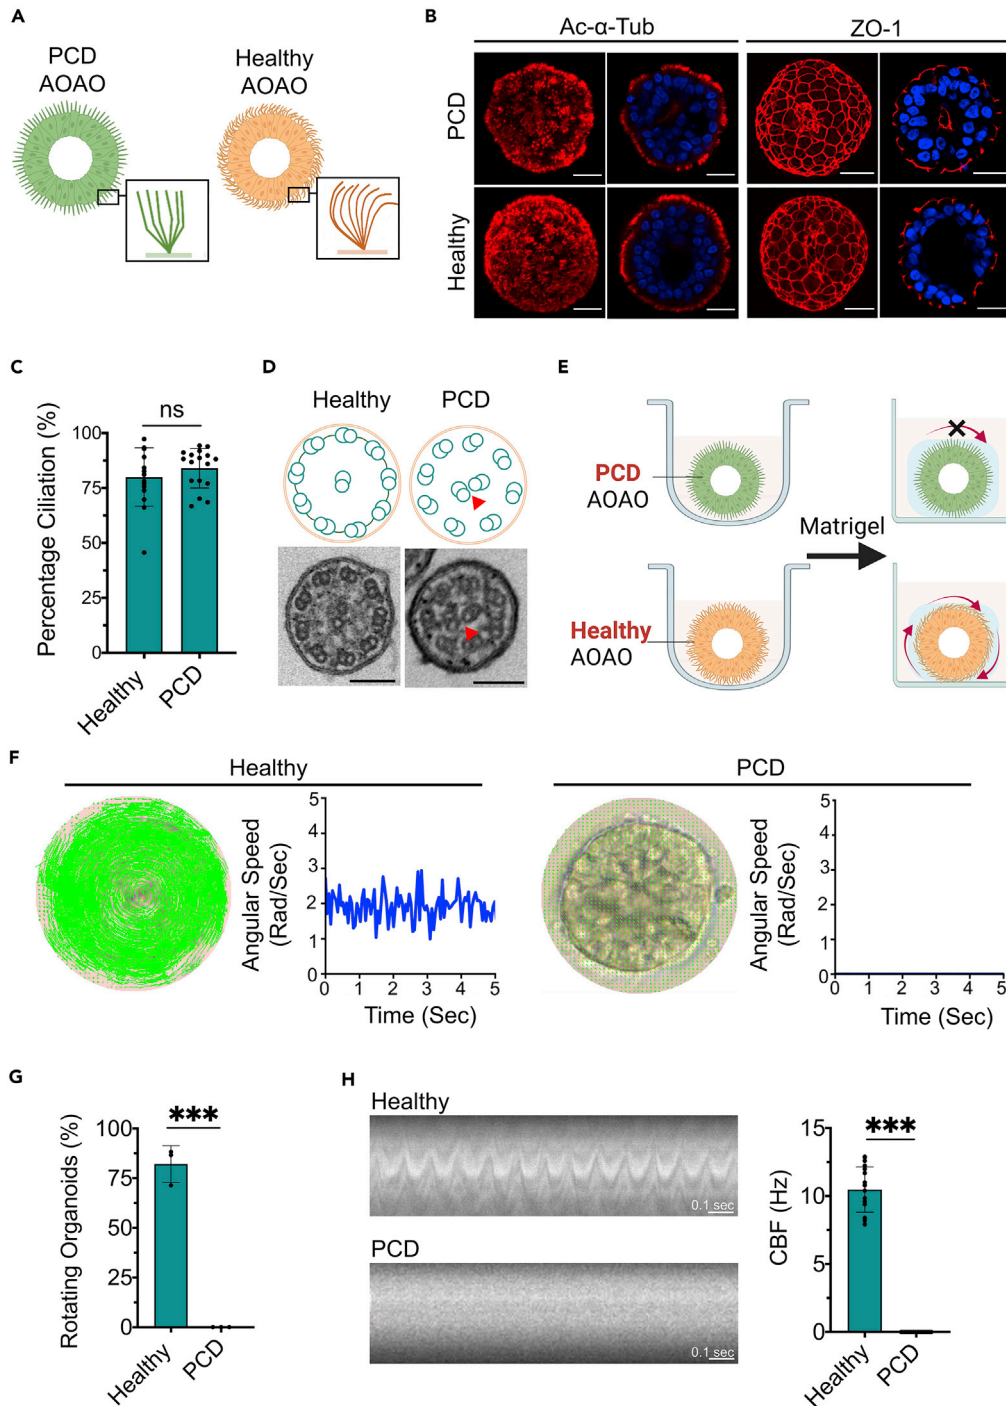 A
PCD
AOAO
Healthy
AOAO
B
Ac-α-Tub
ZO-1
PCD
Healthy
C
Percentage Ciliation (%)
100
75
50
25
0
ns
Healthy
PCD
D
Healthy
PCD
E
PCD
AOAO
Matrigel
Healthy
AOAO
F
Healthy
Angular Speed
(Rad/Sec)
5
4
3
2
1
0
0 1 2 3 4 5
Time (Sec)
PCD
Angular Speed
(Rad/Sec)
5
4
3
2
1
0
0 1 2 3 4 5
Time (Sec)
G
Rotating Organoids (%)
100
75
50
25
0
***
Healthy
PCD
H
Healthy
0.1 sec
PCD
0.1 sec
CBF (Hz)
15
10
5
0
***
Healthy
PCD